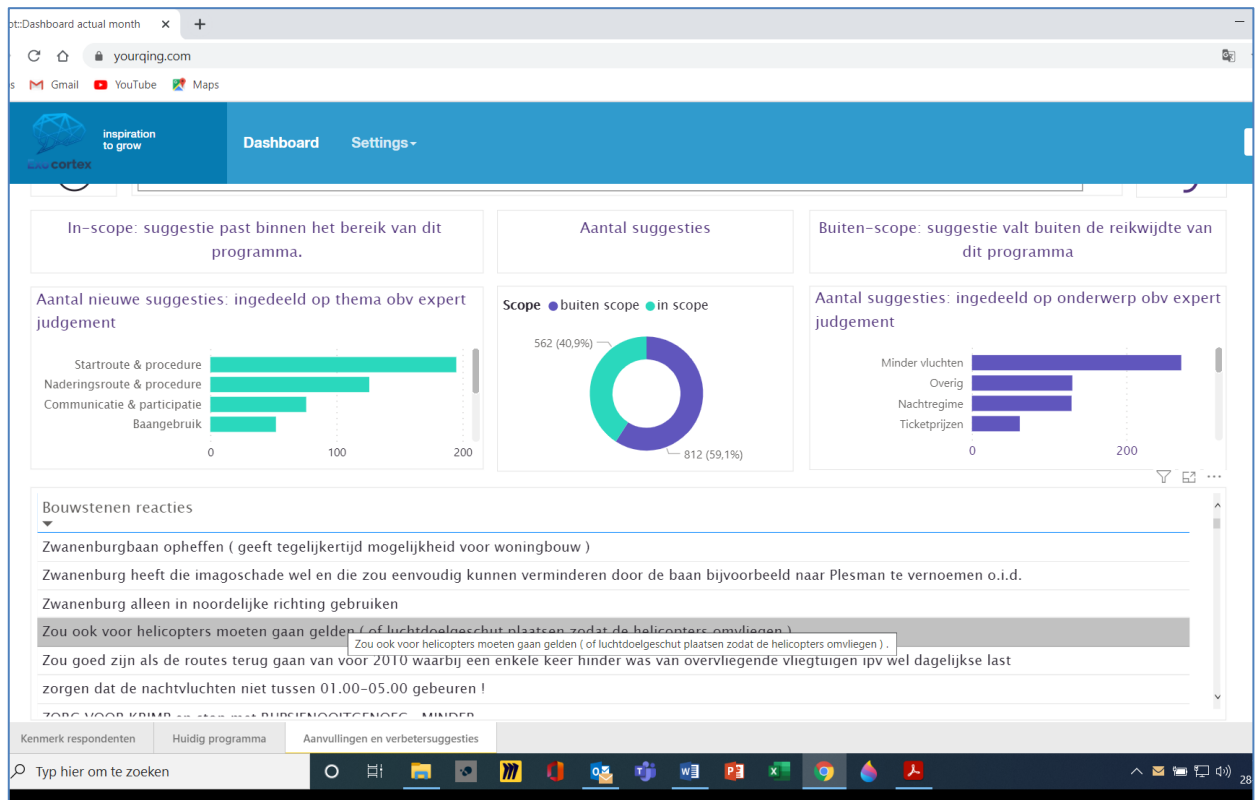 ot::Dashboard actual month × +
yourqing.com
s Gmail YouTube Maps
inspiration
to grow
cortex
Dashboard Settings
In-scope: suggestie past binnen het bereik van dit
programma.
Aantal suggesties
Buiten-scope: suggestie valt buiten de reikwijdte van
dit programma
Aantal nieuwe suggesties: ingedeeld op thema obv expert
judgement
Startroute & procedure
Naderingsroute & procedure
Communicatie & participatie
Baangebruik
0 100 200
Scope buiten scope in scope
562 (40,9%)
812 (59,1%)
Aantal suggesties: ingedeeld op onderwerp obv expert
judgement
Minder vluchten
Overig
Nachtregime
Ticketprijzen
0 200
Bouwstenen reacties
Zwanenburgbaan opheffen ( geeft tegelijkertijd mogelijkheid voor woningbouw )
Zwanenburg heeft die imagoschade wel en die zou eenvoudig kunnen verminderen door de baan bijvoorbeeld naar Plesman te vernoemen o.i.d.
Zwanenburg alleen in noordelijke richting gebruiken
Zou ook voor helicopters moeten gaan gelden ( of luchtdoelgeschut plaatsen zodat de helicopters omvliegen )
Zou ook voor helicopters moeten gaan gelden ( of luchtdoelgeschut plaatsen zodat de helicopters omvliegen ) .
Zou goed zijn als de routes terug gaan van voor 2010 waarbij een enkele keer hinder was van overvliegende vliegtuigen ipv wel dagelijkse last
zorgen dat de nachtvluchten niet tussen 01.00-05.00 gebeuren !
Kenmerk respondenten Huidig programma Aanvullingen en verbetersuggesties
Typ hier om te zoeken
28